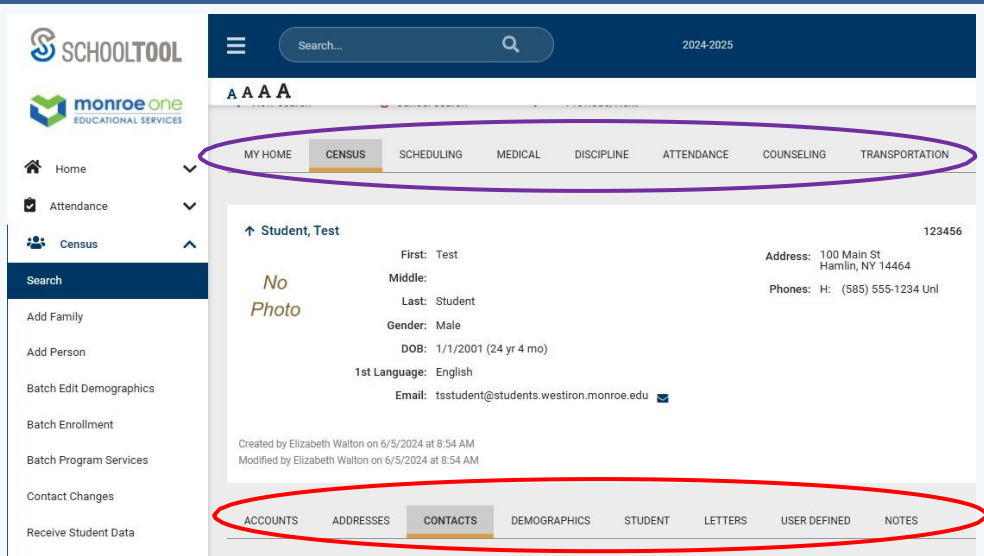 SCHOOLTOOL
Search...
2024-2025
monroe one
EDUCATIONAL SERVICES
A A A A
Home
Attendance
Census
Search
Add Family
Add Person
Batch Edit Demographics
Batch Enrollment
Batch Program Services
Contact Changes
Receive Student Data
MY HOME CENSUS SCHEDULING MEDICAL DISCIPLINE ATTENDANCE COUNSELING TRANSPORTATION
Student, Test 123456
No
Photo
First: Test
Middle:
Last: Student
Gender: Male
DOB: 1/1/2001 (24 yr 4 mo)
1st Language: English
Email: tsstudent@students.westiron.monroe.edu
Address: 100 Main St
Hamlin, NY 14464
Phones: H: (585) 555-1234 Unl
Created by Elizabeth Walton on 6/5/2024 at 8:54 AM
Modified by Elizabeth Walton on 6/5/2024 at 8:54 AM
ACCOUNTS ADDRESSES CONTACTS DEMOGRAPHICS STUDENT LETTERS USER DEFINED NOTES